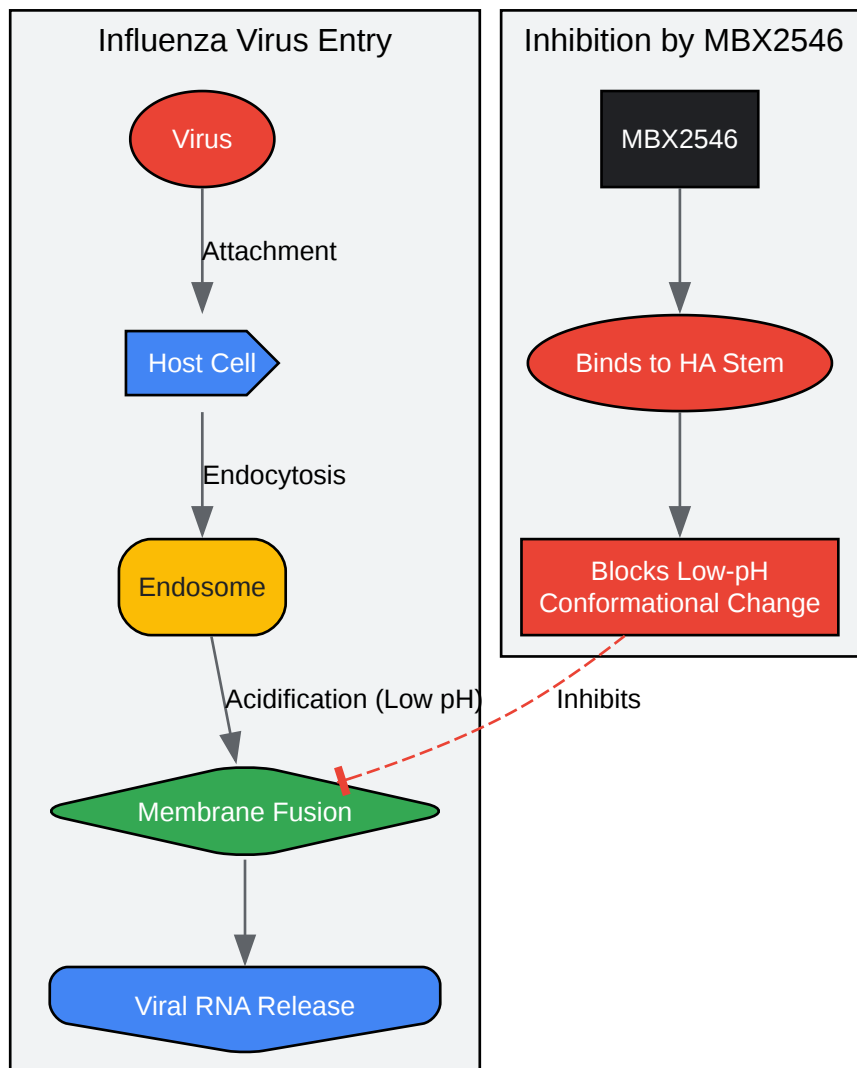 Influenza Virus Entry
Virus
Attachment
Host Cell
Endocytosis
Endosome
Acidification (Low pH)
Membrane Fusion
Viral RNA Release
Inhibition by MBX2546
MBX2546
Binds to HA Stem
Blocks Low-pH
Conformational Change
Inhibits